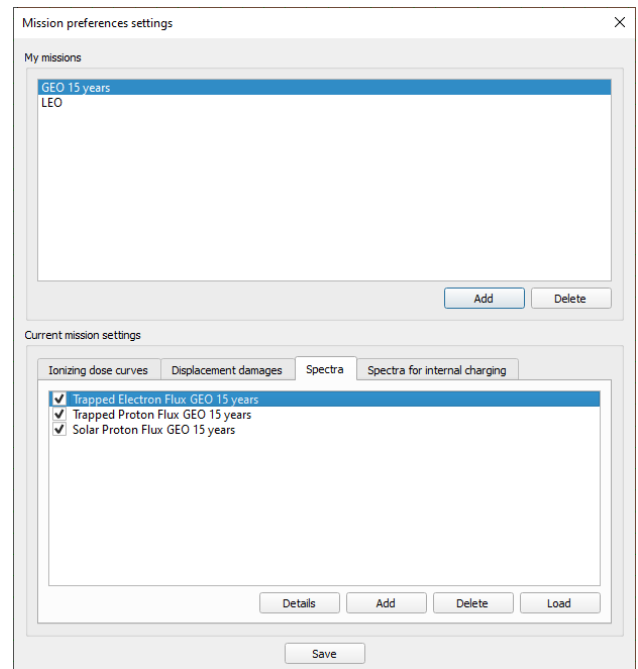 Mission preferences settings
My missions
GEO 15 years
LEO
Add Delete
Current mission settings
Ionizing dose curves Displacement damages Spectra Spectra for internal charging
Trapped Electron Flux GEO 15 years
Trapped Proton Flux GEO 15 years
Solar Proton Flux GEO 15 years
Details Add Delete Load
Save